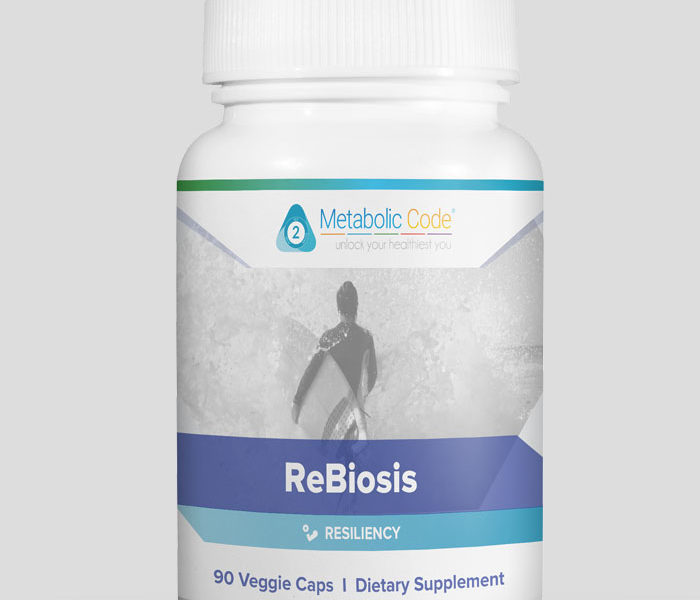 2
Metabolic Code®
unlock your healthiest you
ReBiosis
RESILIENCY
90 Veggie Caps | Dietary Supplement